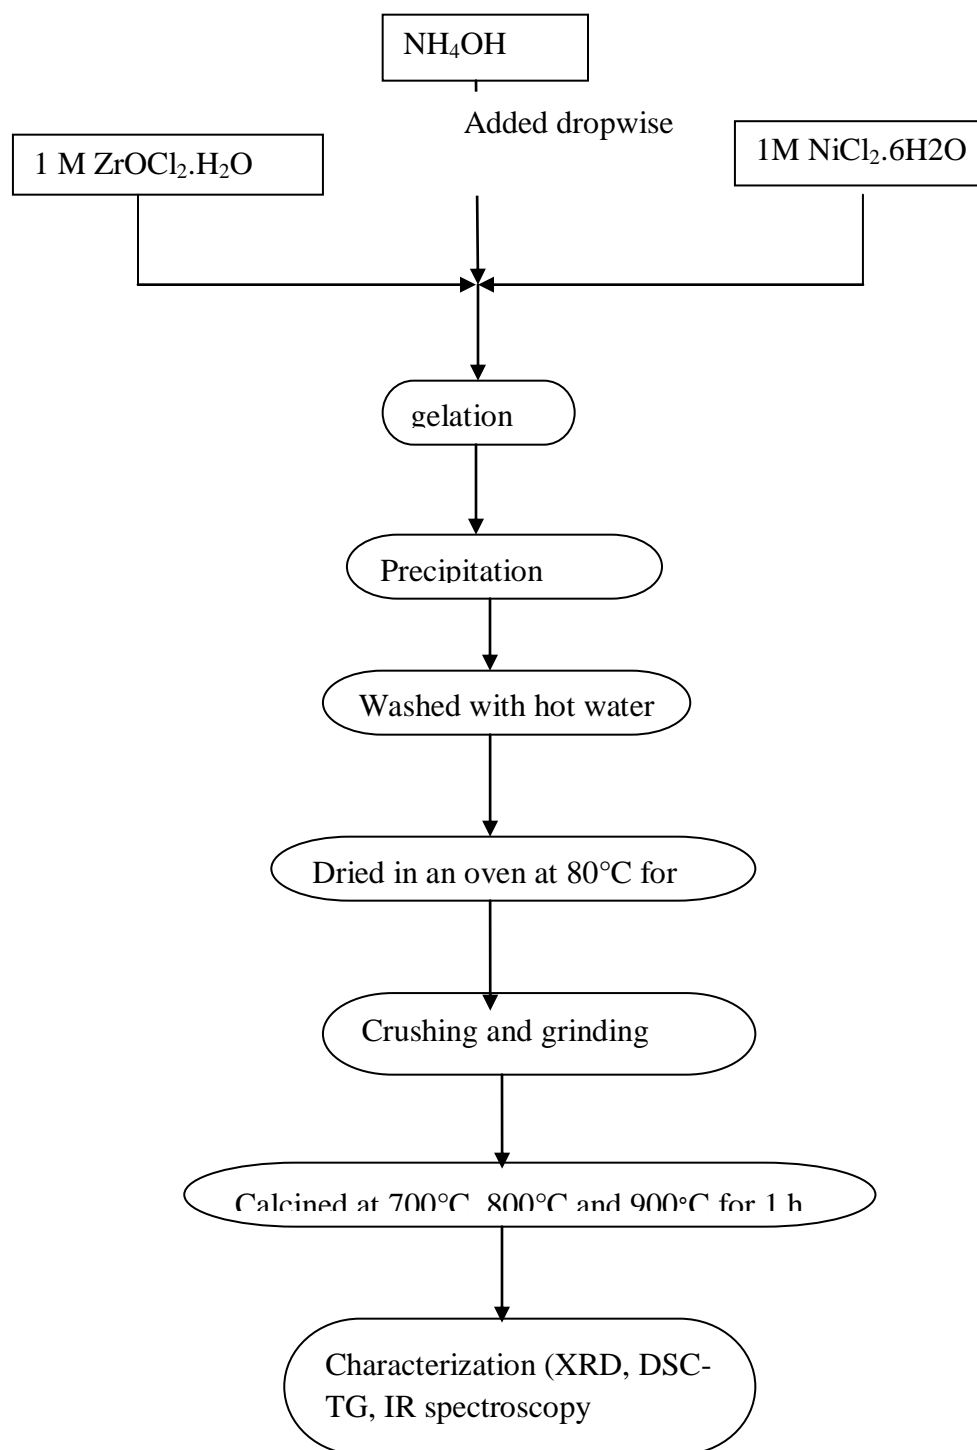 NH₄OH
Added dropwise
1 M ZrOCl₂.H₂O
1M NiCl₂.6H2O
gelation
Precipitation
Washed with hot water
Dried in an oven at 80°C for
Crushing and grinding
Calcined at 700°C, 800°C and 900°C for 1 h
Characterization (XRD, DSC-
TG, IR spectroscopy